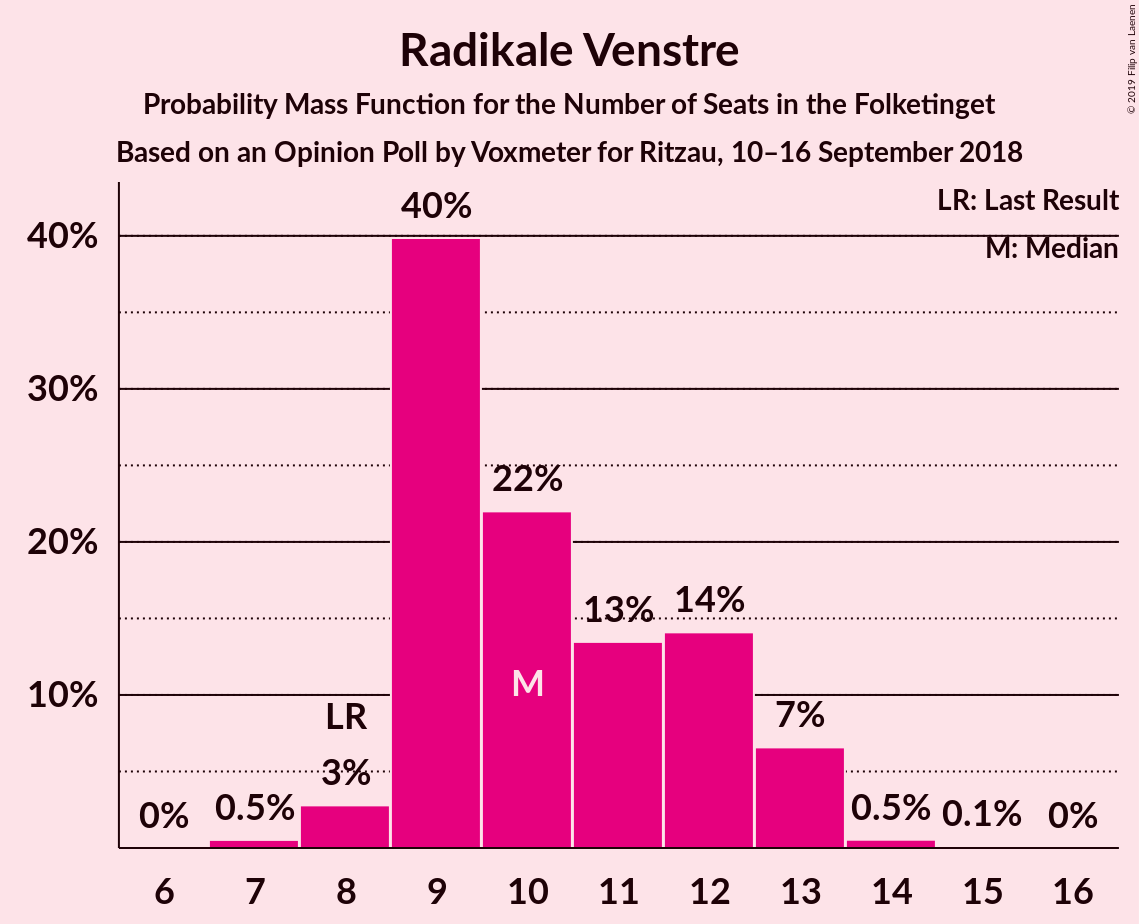 Radikale Venstre
Probability Mass Function for the Number of Seats in the Folketinget
Based on an Opinion Poll by Voxmeter for Ritzau, 10–16 September 2018
© 2019 Filip van Laenen
LR: Last Result
M: Median
40%
30%
20%
10%
0%
0.5%
LR
3%
40%
22%
M
13%
14%
7%
0.5%
0.1%
0%
6 7 8 9 10 11 12 13 14 15 16